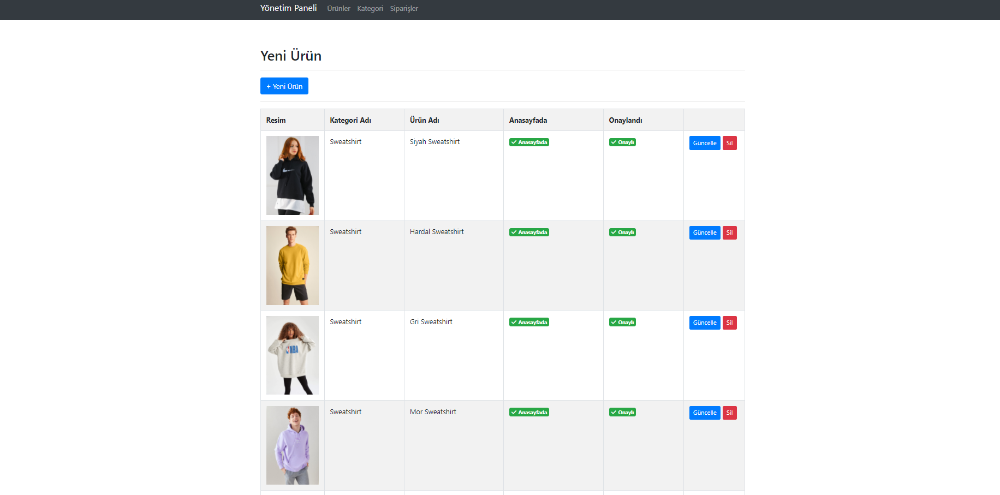 Yönetim Paneli Ürünler Kategori Siparişler
Yeni Ürün
+ Yeni Ürün
Resim Kategori Adı Ürün Adı Anasayfada Onaylandı
Sweatshirt Siyah Sweatshirt Anasayfada Onaylı Güncelle Sil
Sweatshirt Hardal Sweatshirt Anasayfada Onaylı Güncelle Sil
Sweatshirt Gri Sweatshirt Anasayfada Onaylı Güncelle Sil
NBA
Sweatshirt Mor Sweatshirt Anasayfada Onaylı Güncelle Sil